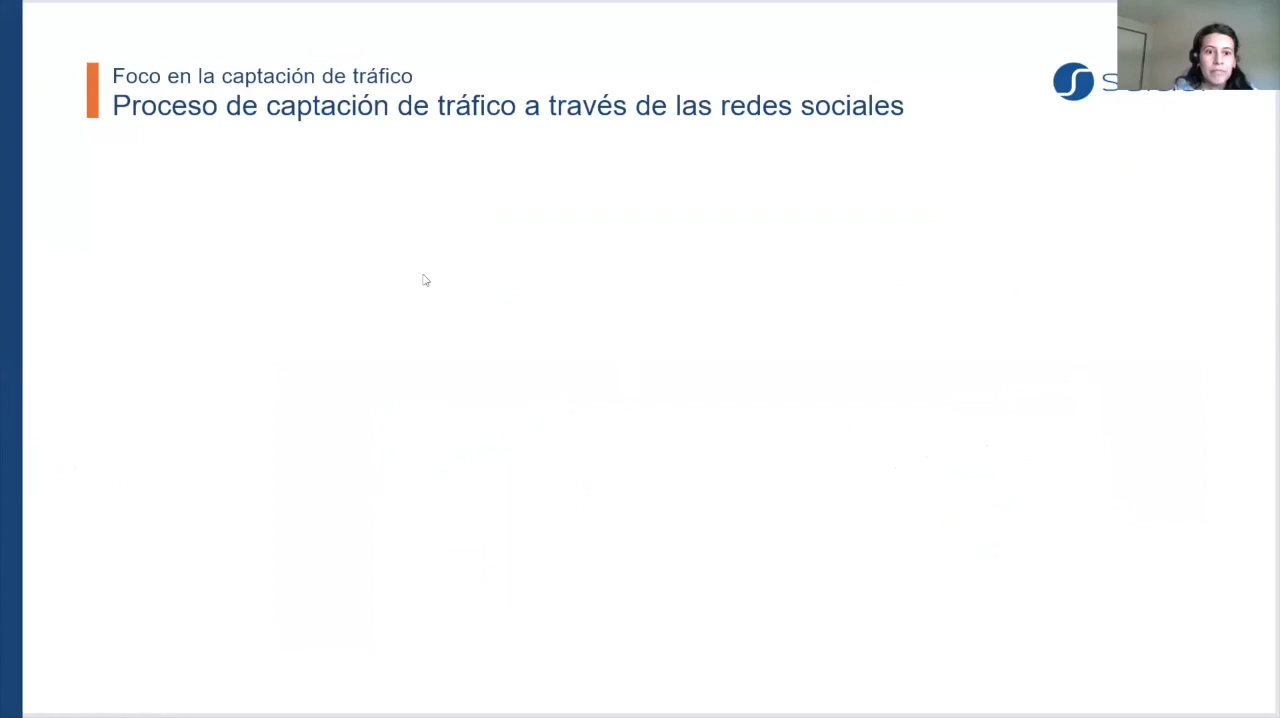 Foco en la captación de tráfico
Proceso de captación de tráfico a través de las redes sociales